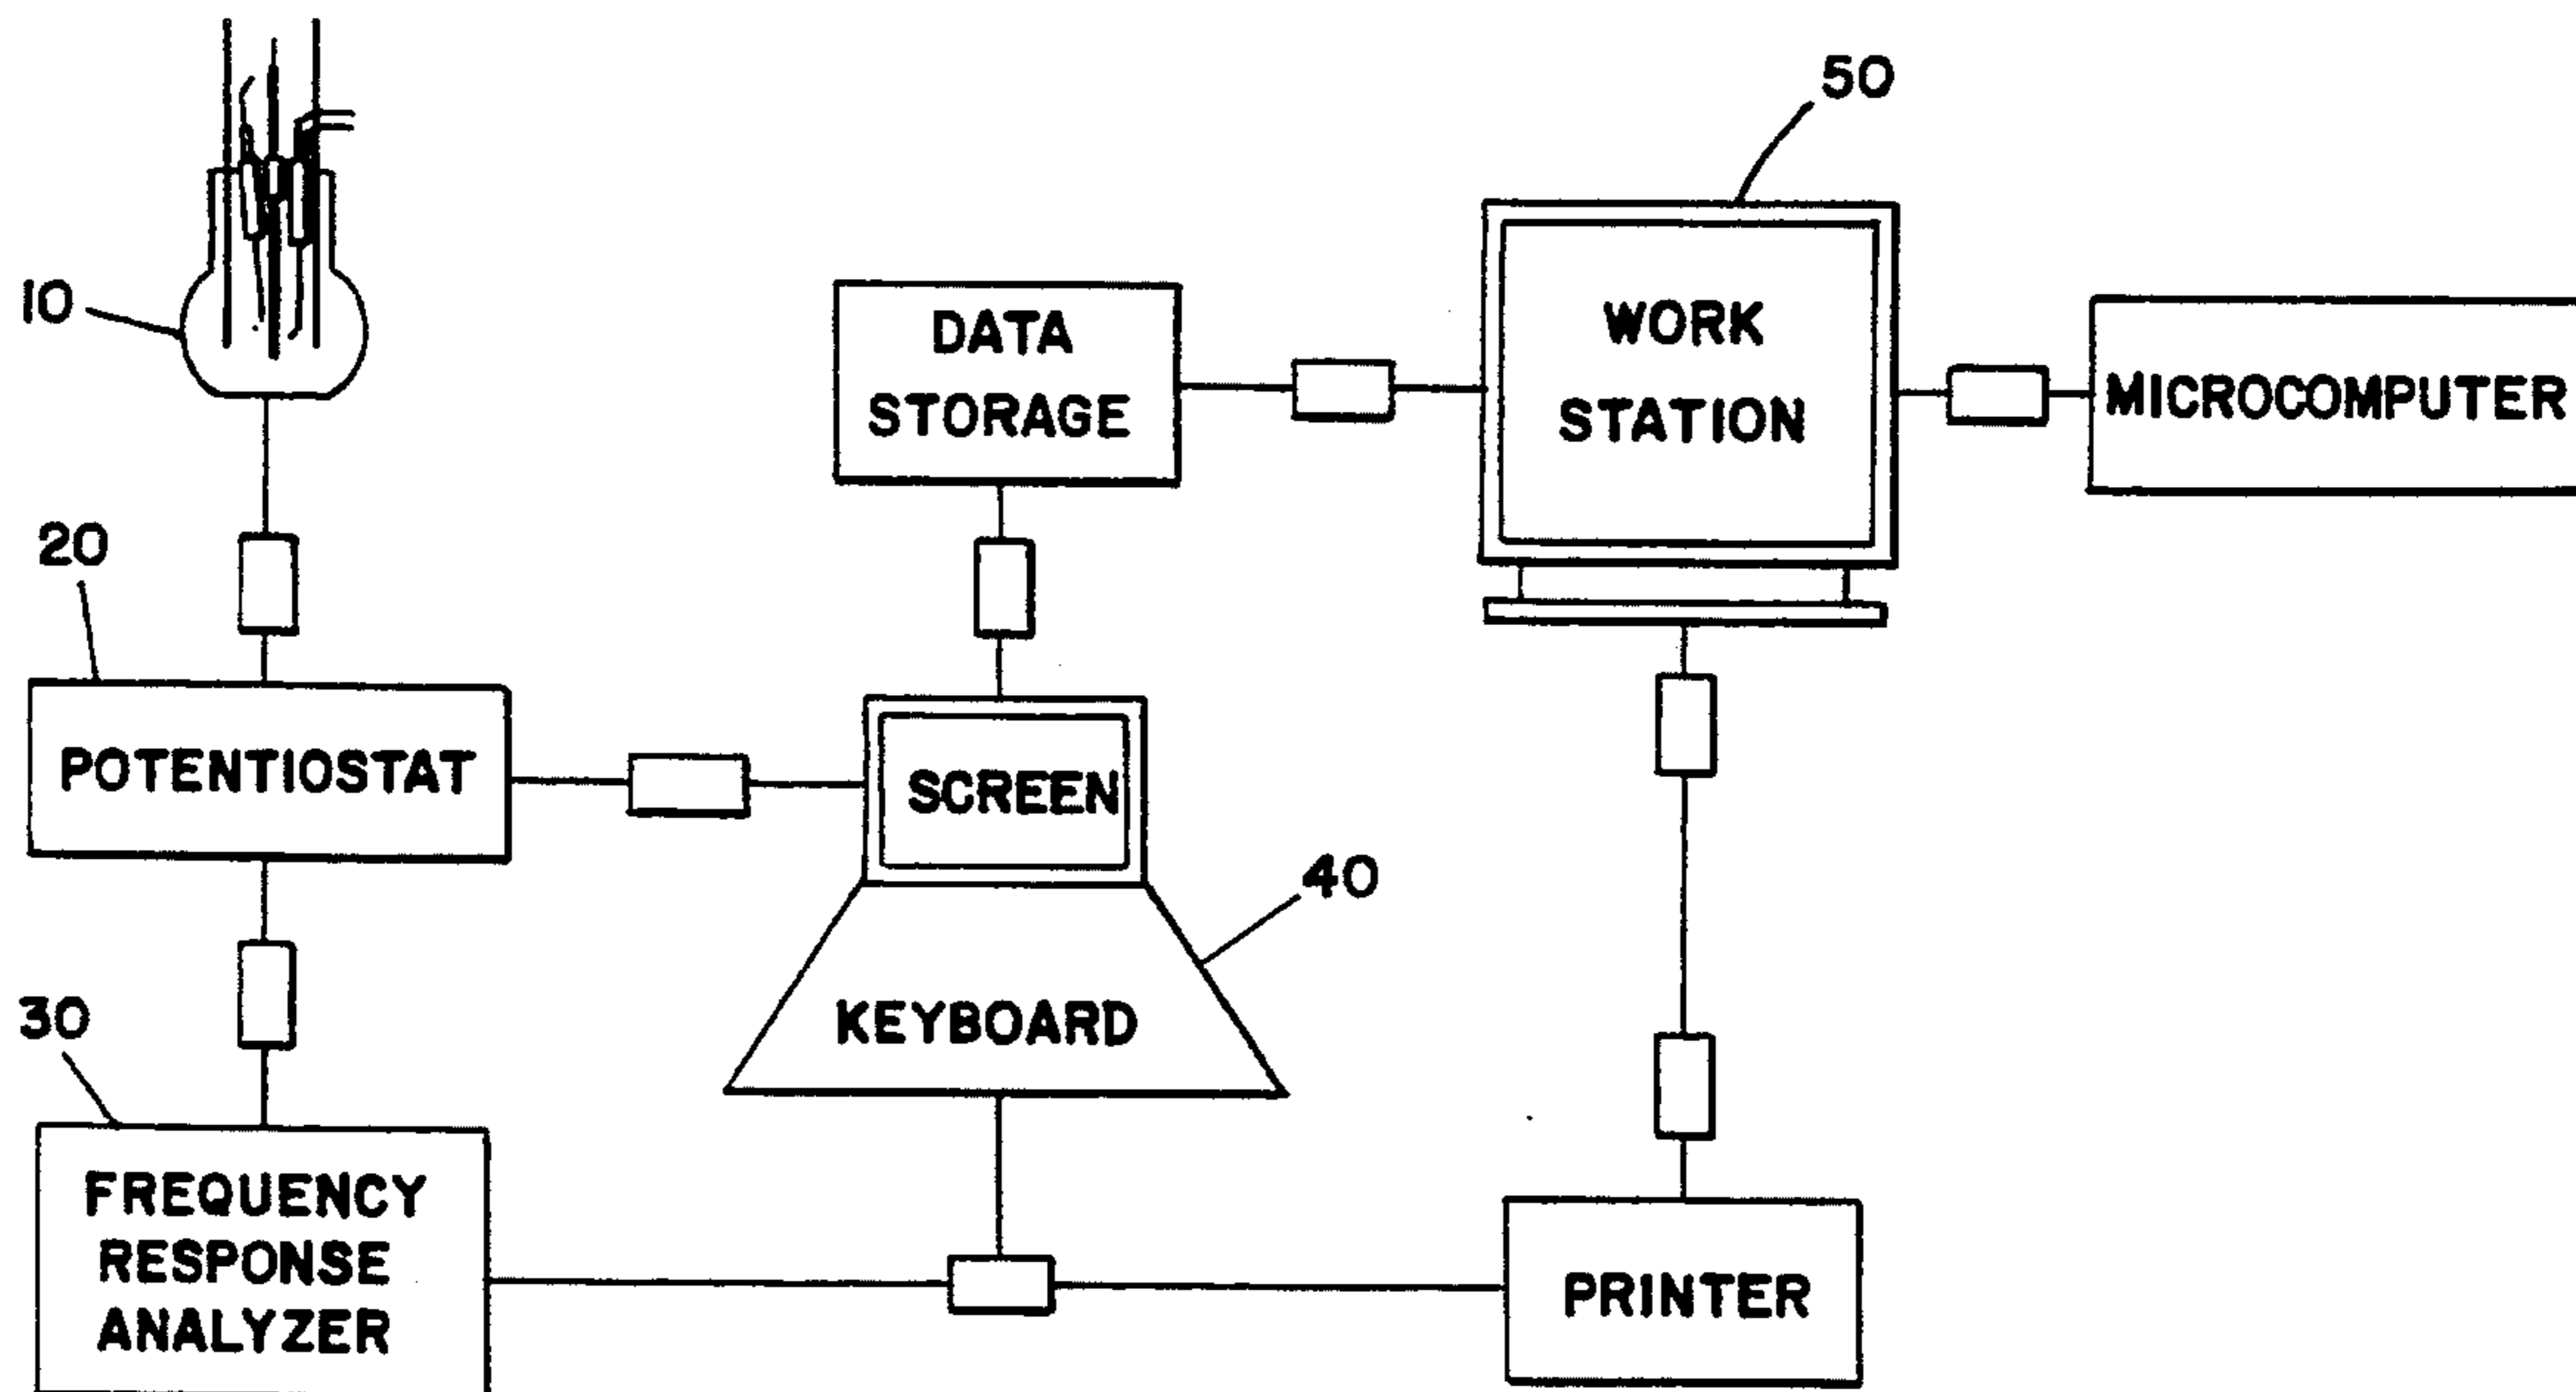 50
10
DATA
STORAGE
WORK
STATION
MICROCOMPUTER
20
POTENTIOSTAT
SCREEN
40
KEYBOARD
30
FREQUENCY
RESPONSE
ANALYZER
PRINTER